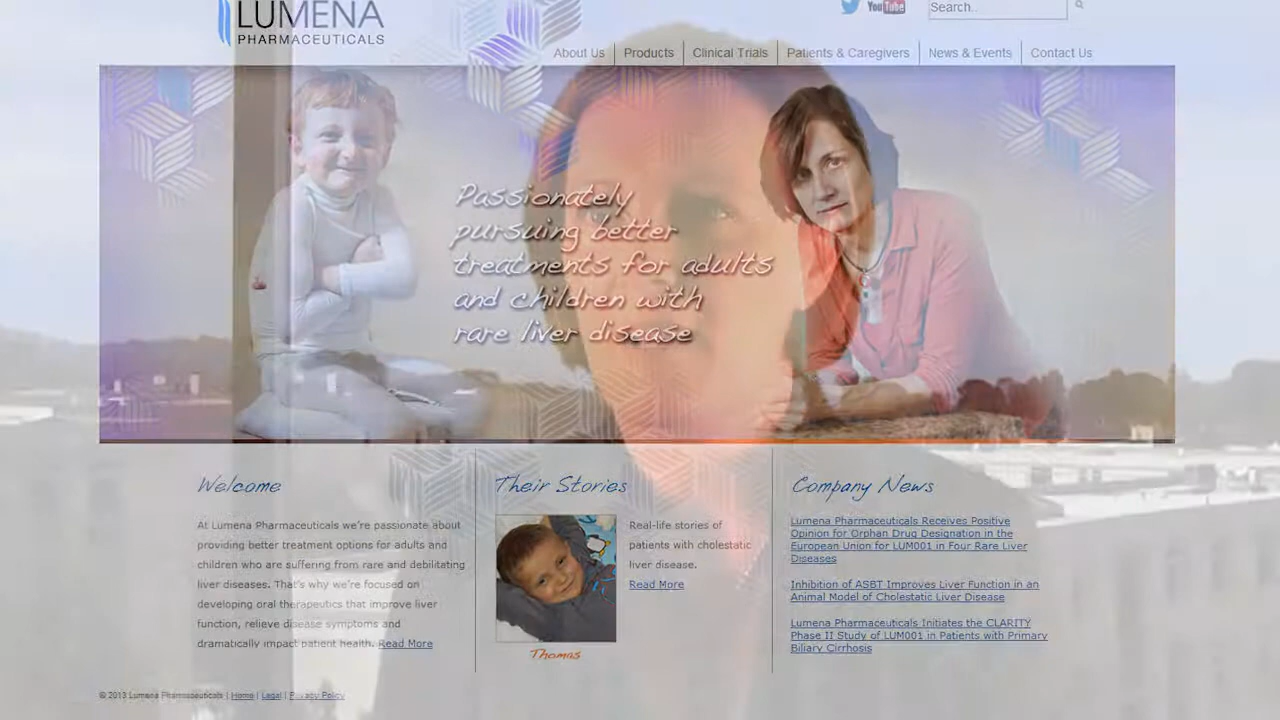 LUMENA
PHARMACEUTICALS
YouTube
Search..
About Us
Products
Clinical Trials
Patients & Caregivers
News & Events
Contact Us
Passionately
pursuing better
treatments for adults
and children with
rare liver disease
Welcome
At Lumena Pharmaceuticals we're passionate about
providing better treatment options for adults and
children who are suffering from rare and debilitating
liver diseases. That's why we're focused on
developing oral therapeutics that improve liver
function, relieve disease symptoms and
dramatically impact patient health. Read More
Their Stories
Real-life stories of
patients with cholestatic
liver disease.
Read More
Thomas
Company News
Lumena Pharmaceuticals Receives Positive
Opinion for Orphan Drug Designation in the
European Union for LUM001 in Four Rare Liver
Diseases
Inhibition of ASBT Improves Liver Function in an
Animal Model of Cholestatic Liver Disease
Lumena Pharmaceuticals Initiates the CLARITY
Phase II Study of LUM001 in Patients with Primary
Biliary Cirrhosis
© 2013 Lumena Pharmaceuticals | Home | Legal | Privacy Policy